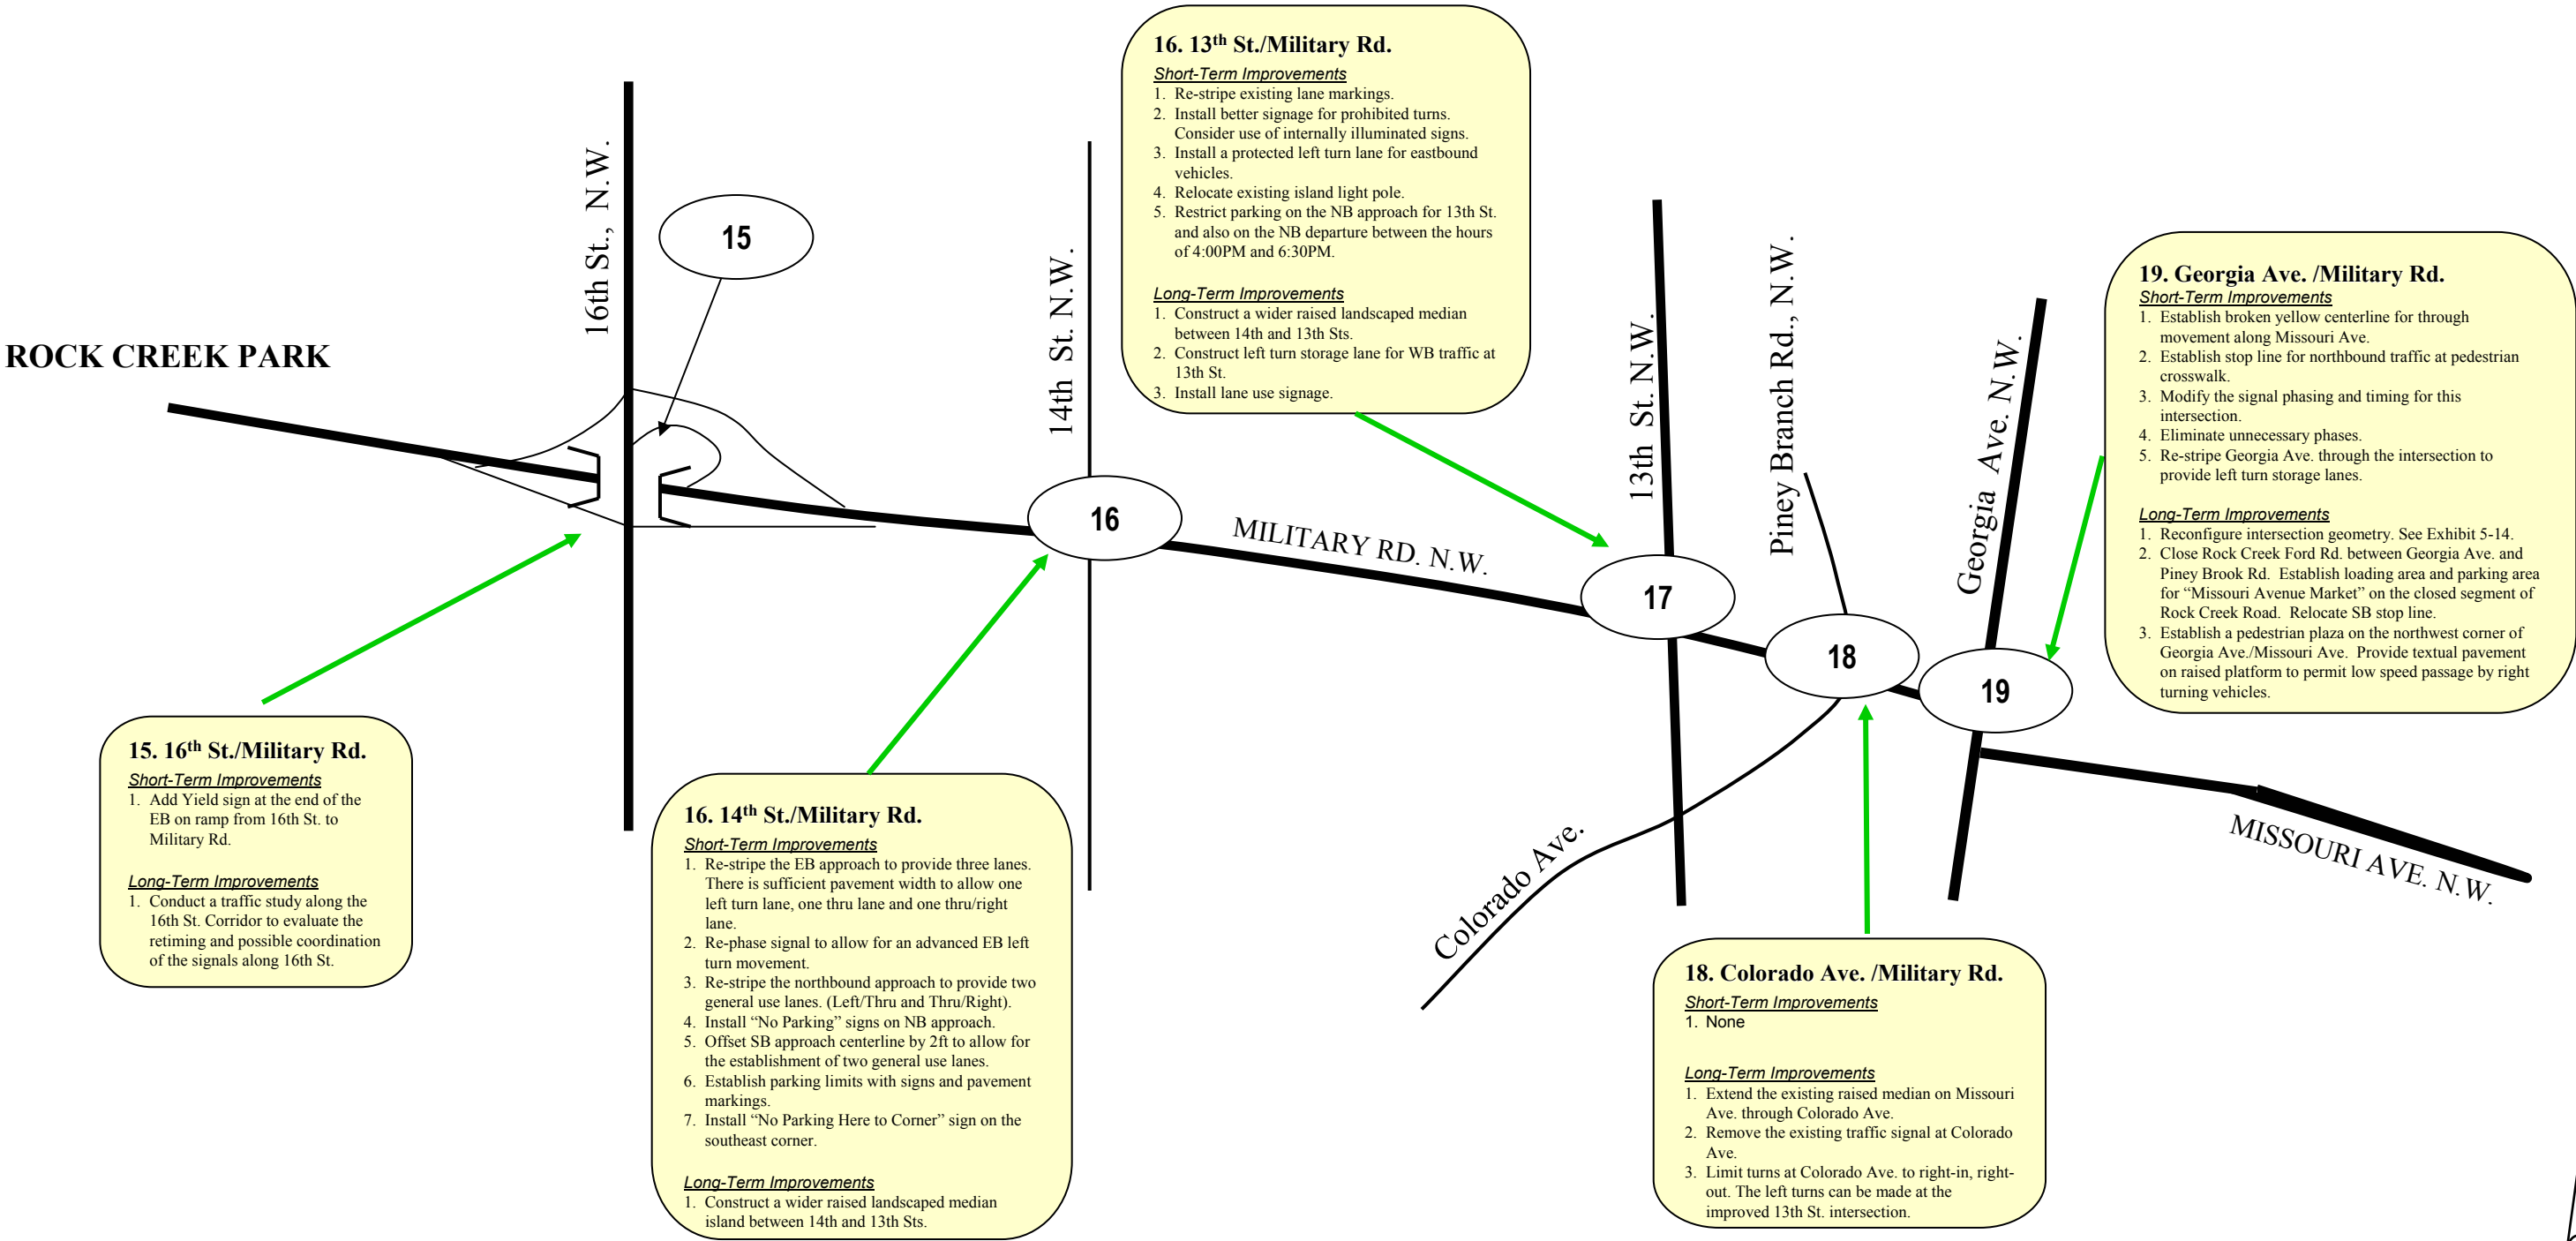 16. 13th St./Military Rd.
Short-Term Improvements
1. Re-stripe existing lane markings.
2. Install better signage for prohibited turns.
Consider use of internally illuminated signs.
3. Install a protected left turn lane for eastbound
vehicles.
4. Relocate existing island light pole.
5. Restrict parking on the NB approach for 13th St.
and also on the NB departure between the hours
of 4:00PM and 6:30PM.
Long-Term Improvements
1. Construct a wider raised landscaped median
between 14th and 13th Sts.
2. Construct left turn storage lane for WB traffic at
13th St.
3. Install lane use signage.
16th St., N.W.
15
14th St. N.W.
13th St. N.W.
Piney Branch Rd., N.W.
Georgia Ave. N.W.
19. Georgia Ave. /Military Rd.
Short-Term Improvements
1. Establish broken yellow centerline for through
movement along Missouri Ave.
2. Establish stop line for northbound traffic at pedestrian
crosswalk.
3. Modify the signal phasing and timing for this
intersection.
4. Eliminate unnecessary phases.
5. Re-stripe Georgia Ave. through the intersection to
provide left turn storage lanes.
Long-Term Improvements
1. Reconfigure intersection geometry. See Exhibit 5-14.
2. Close Rock Creek Ford Rd. between Georgia Ave. and
Piney Brook Rd. Establish loading area and parking area
for “Missouri Avenue Market” on the closed segment of
Rock Creek Road. Relocate SB stop line.
3. Establish a pedestrian plaza on the northwest corner of
Georgia Ave./Missouri Ave. Provide textual pavement
on raised platform to permit low speed passage by right
turning vehicles.
ROCK CREEK PARK
16
MILITARY RD. N.W.
17
18
19
15. 16th St./Military Rd.
Short-Term Improvements
1. Add Yield sign at the end of the
EB on ramp from 16th St. to
Military Rd.
Long-Term Improvements
1. Conduct a traffic study along the
16th St. Corridor to evaluate the
retiming and possible coordination
of the signals along 16th St.
16. 14th St./Military Rd.
Short-Term Improvements
1. Re-stripe the EB approach to provide three lanes.
There is sufficient pavement width to allow one
left turn lane, one thru lane and one thru/right
lane.
2. Re-phase signal to allow for an advanced EB left
turn movement.
3. Re-stripe the northbound approach to provide two
general use lanes. (Left/Thru and Thru/Right).
4. Install “No Parking” signs on NB approach.
5. Offset SB approach centerline by 2ft to allow for
the establishment of two general use lanes.
6. Establish parking limits with signs and pavement
markings.
7. Install “No Parking Here to Corner” sign on the
southeast corner.
Long-Term Improvements
1. Construct a wider raised landscaped median
island between 14th and 13th Sts.
Colorado Ave.
MISSOURI AVE. N.W.
18. Colorado Ave. /Military Rd.
Short-Term Improvements
1. None
Long-Term Improvements
1. Extend the existing raised median on Missouri
Ave. through Colorado Ave.
2. Remove the existing traffic signal at Colorado
Ave.
3. Limit turns at Colorado Ave. to right-in, right-
out. The left turns can be made at the
improved 13th St. intersection.